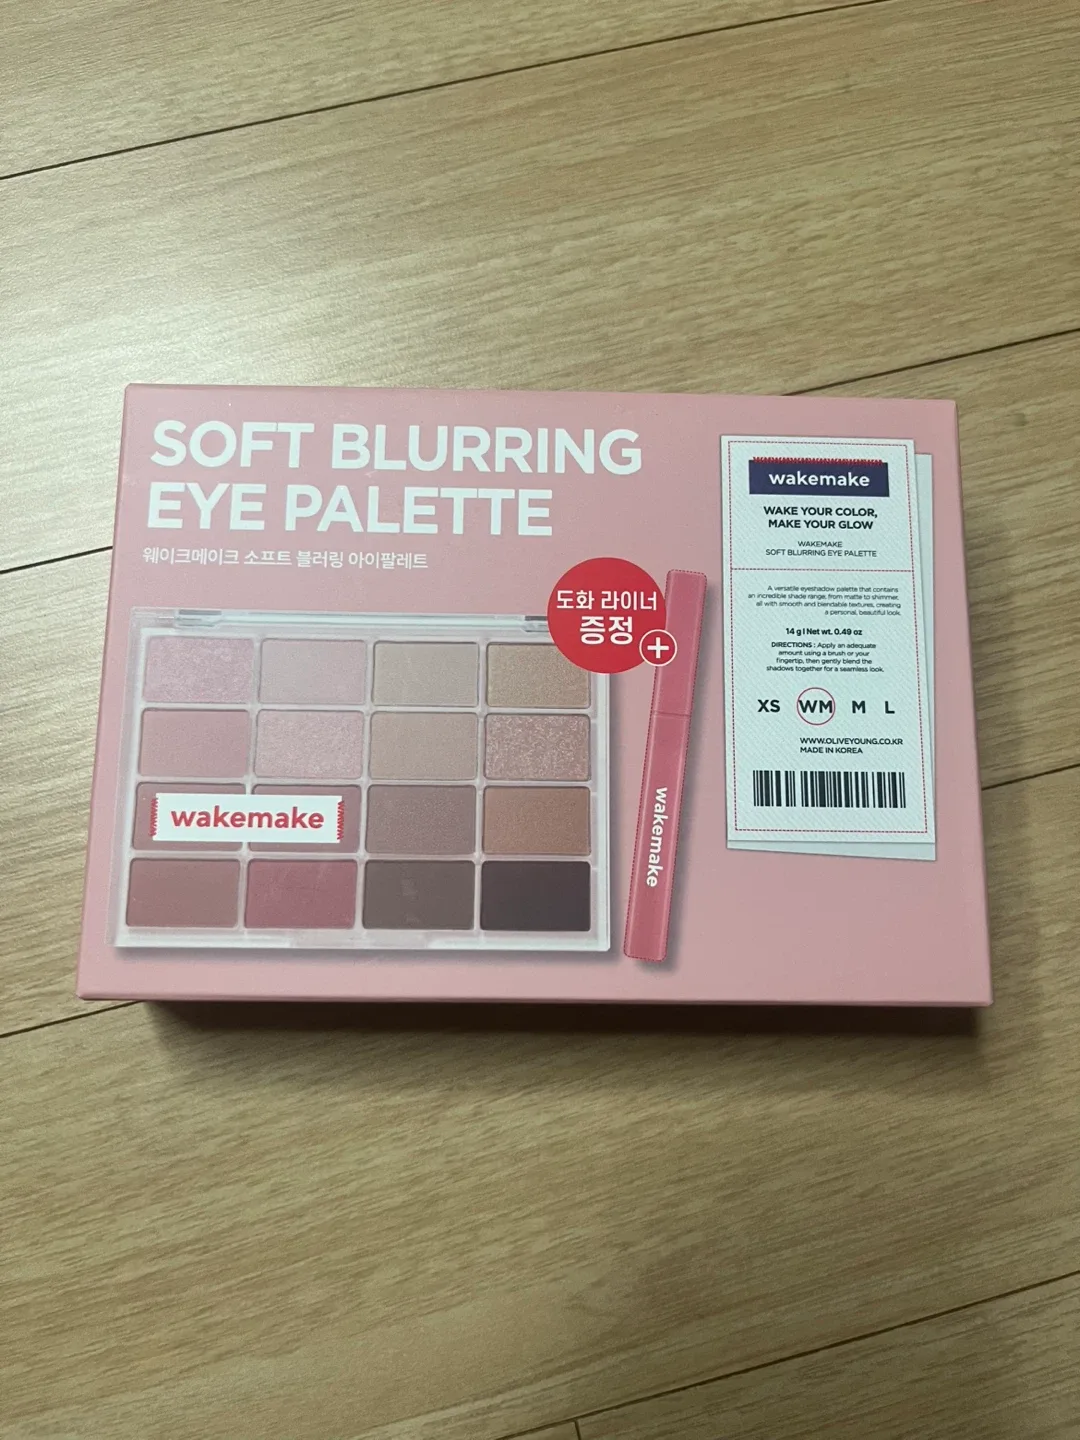 SOFT BLURRING
EYE PALETTE
웨이크메이크 소프트 블러링 아이팔레트
도화 라이너
증정
+
wakemake
wakemake
wakemake
WAKE YOUR COLOR,
MAKE YOUR GLOW
WAKEMAKE
SOFT BLURRING EYE PALETTE
A versatile eyeshadow palette that contains
an incredible shade range, from matte to shimmer,
all with smooth and blendable textures, creating
a personal, beautiful look.
14 g l Net wt. 0.49 oz
DIRECTIONS : Apply an adequate
amount using a brush or your
fingertip, then gently blend the
shadows together for a seamless look.
XS WM M L
WWW.OLIVEYOUNG.CO.KR
MADE IN KOREA